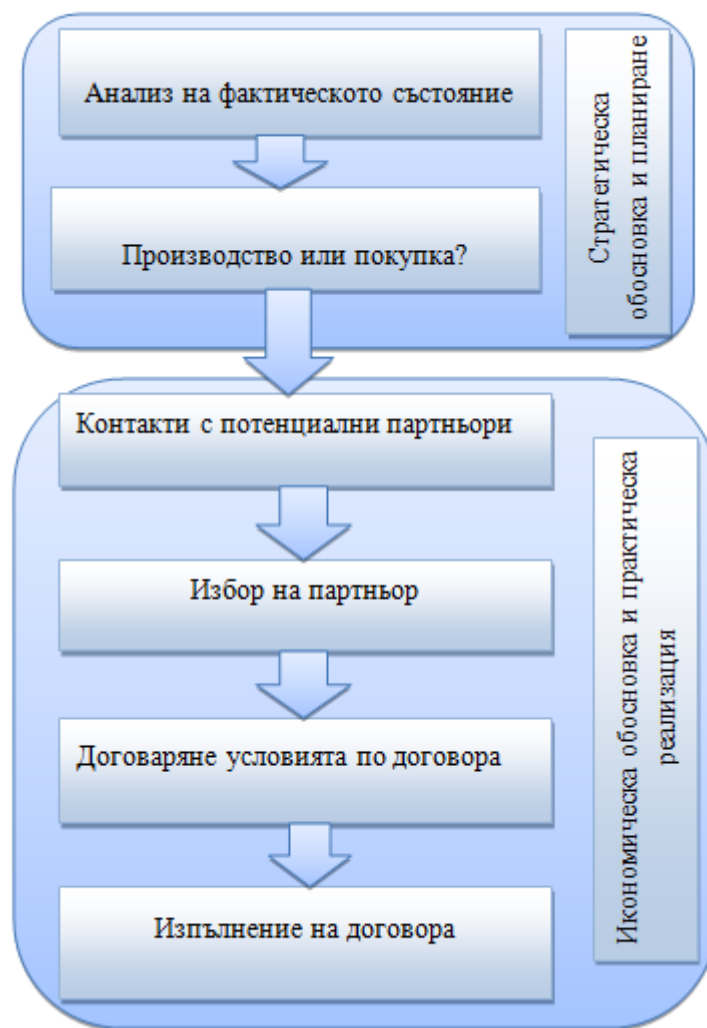 Анализ на фактическото състояние
Производство или покупка?
Стратегическа
обосновка и планиране
Контакти с потенциални партньори
Избор на партньор
Договаряне условията по договора
Изпълнение на договора
Икономическа обосновка и практическа
реализация